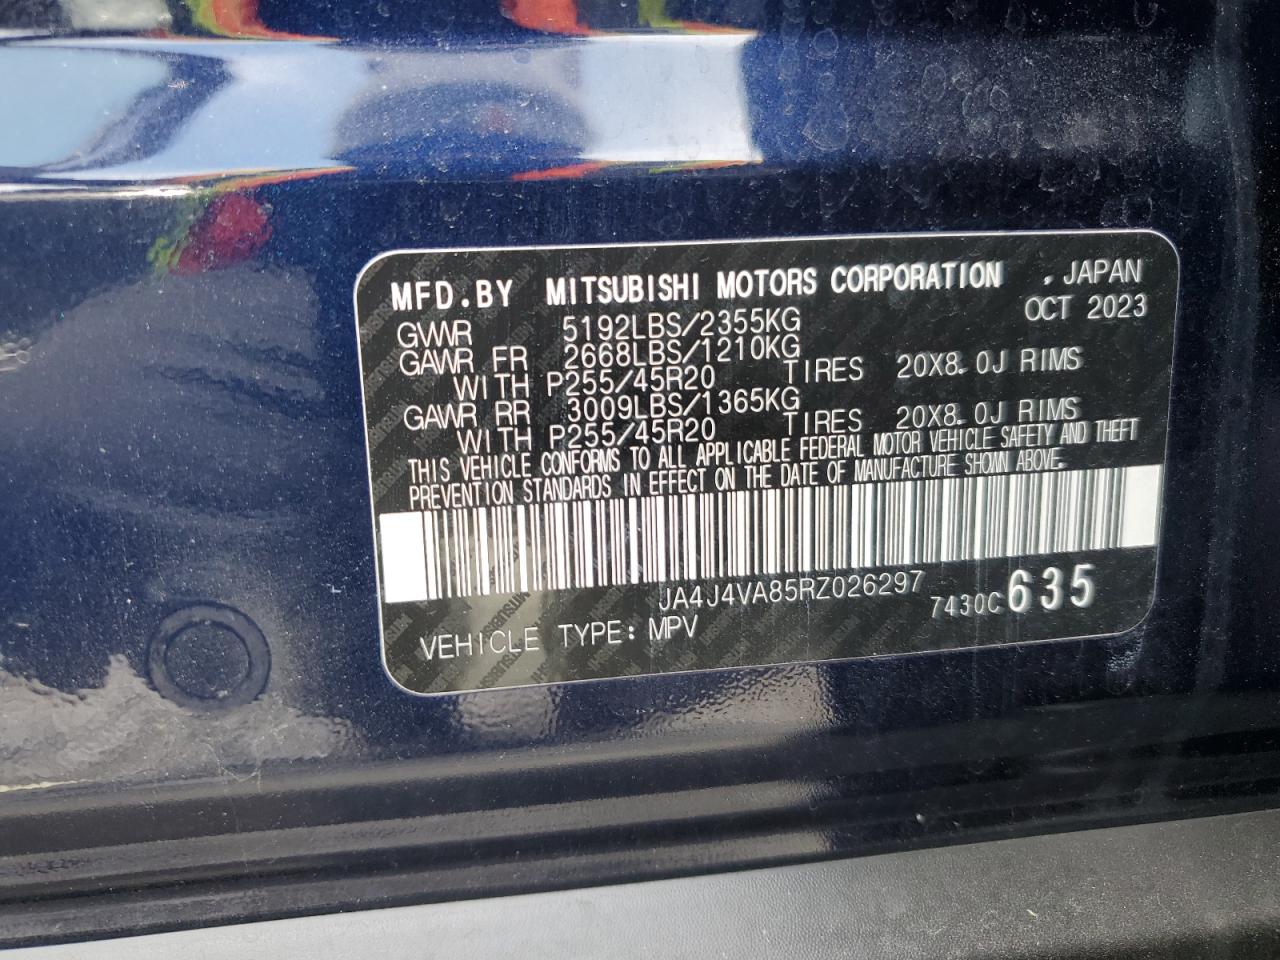 MFD.BY MITSUBISHI MOTORS CORPORATION .JAPAN
OCT 2023
GVWR 5192LBS/2355KG
GAWR FR 2668LBS/1210KG
WITH P255/45R20 TIRES 20X8.0J RIMS
GAWR RR 3009LBS/1365KG
WITH P255/45R20 TIRES 20X8.0J RIMS
THIS VEHICLE CONFORMS TO ALL APPLICABLE FEDERAL MOTOR VEHICLE SAFETY AND THEFT
PREVENTION STANDARDS IN EFFECT ON THE DATE OF MANUFACTURE SHOWN ABOVE.
JA4J4VA85RZ026297 7430C 635
VEHICLE TYPE: MPV